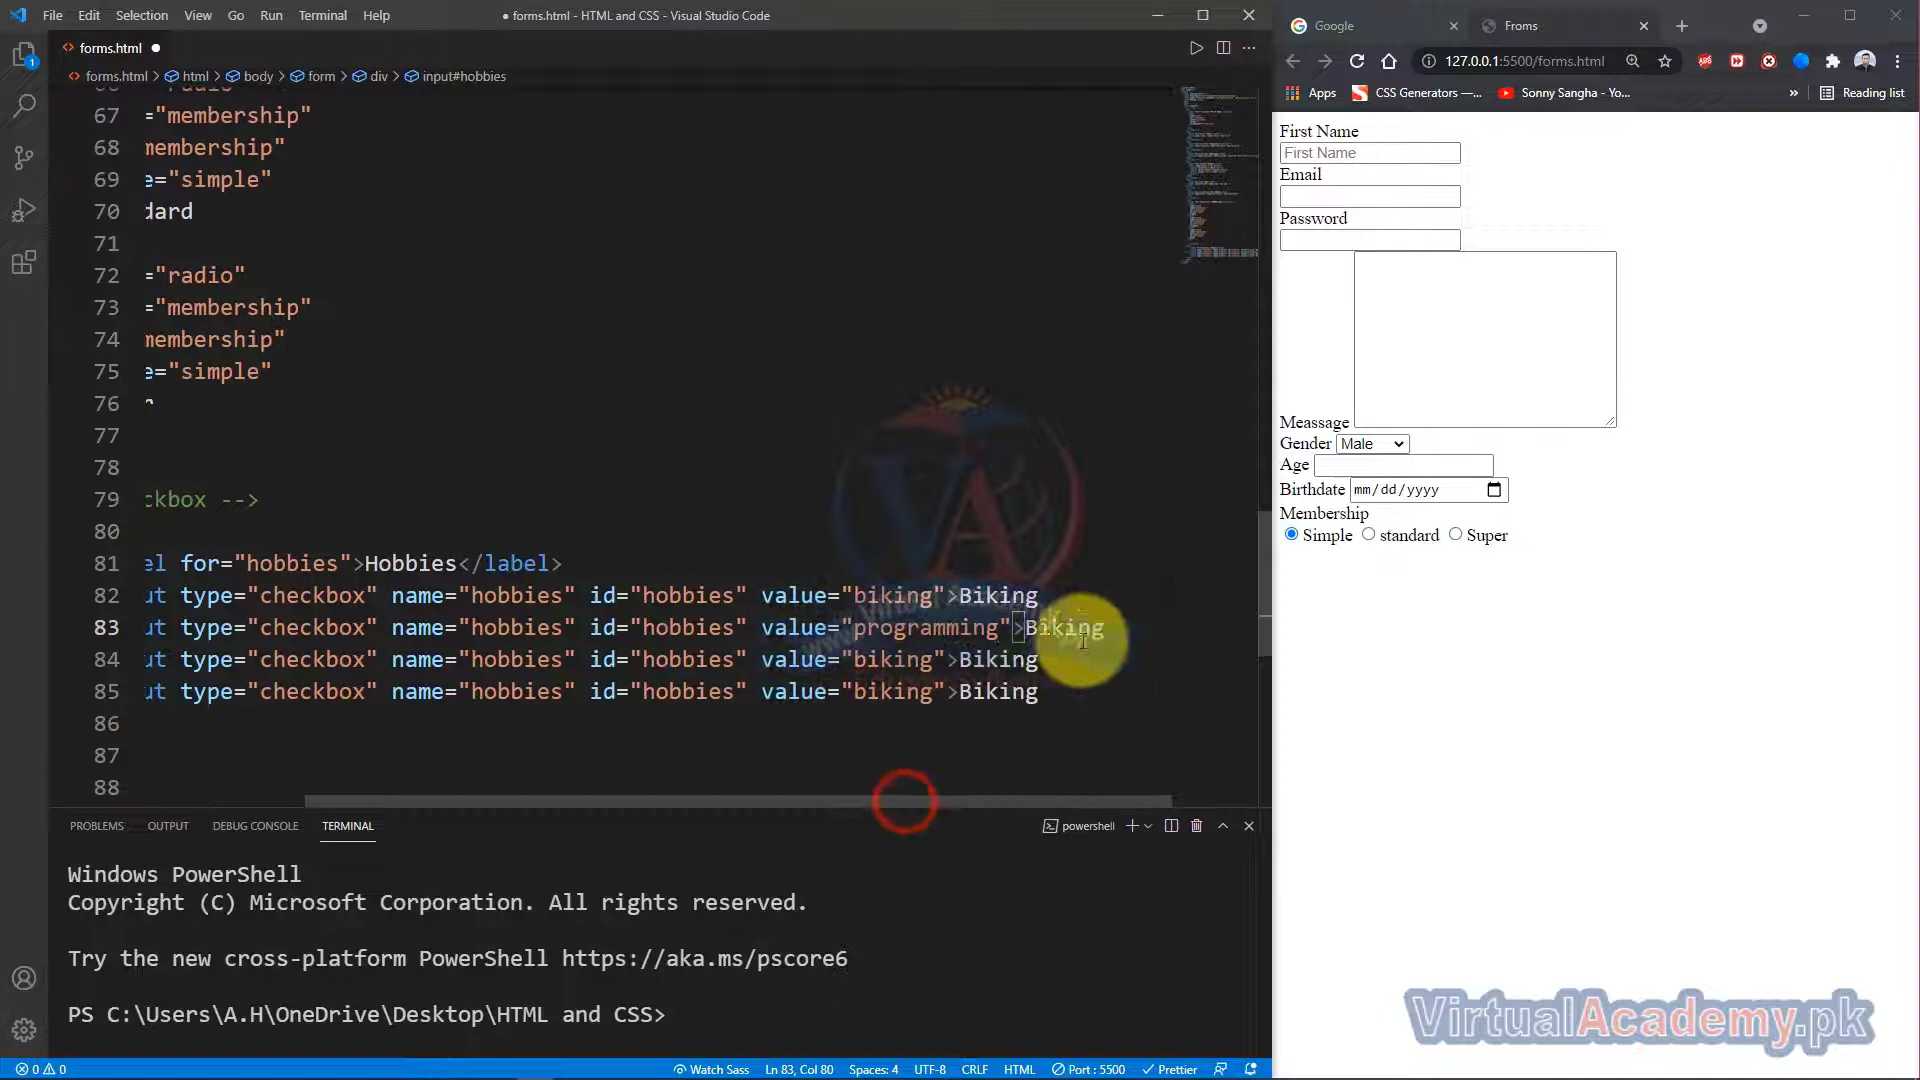 File Edit Selection View Go Run Terminal Help
● forms.html - HTML and CSS - Visual Studio Code
forms.html ●
forms.html > html > body > form > div > input#hobbies
67 ="membership"
68 membership"
69 e="simple"
70 dard
71
72 ="radio"
73 ="membership"
74 membership"
75 e="simple"
76
77
78
79 ckbox -->
80
81 el for="hobbies">Hobbies</label>
82 ut type="checkbox" name="hobbies" id="hobbies" value="biking">Biking
83 ut type="checkbox" name="hobbies" id="hobbies" value="programming">Biking
84 ut type="checkbox" name="hobbies" id="hobbies" value="biking">Biking
85 ut type="checkbox" name="hobbies" id="hobbies" value="biking">Biking
86
87
88
PROBLEMS OUTPUT DEBUG CONSOLE TERMINAL
powershell
Windows PowerShell
Copyright (C) Microsoft Corporation. All rights reserved.
Try the new cross-platform PowerShell https://aka.ms/pscore6
PS C:\Users\A.H\OneDrive\Desktop\HTML and CSS>
0 0
Watch Sass Ln 83, Col 80 Spaces: 4 UTF-8 CRLF HTML Port : 5500 Prettier
Google Froms
127.0.0.1:5500/forms.html
Apps CSS Generators —... Sonny Sangha - Yo... » Reading list
First Name
First Name
Email
Password
Meassage
Gender Male
Age
Birthdate mm/dd/yyyy
Membership
Simple standard Super
VA
VirtualAcademy.pk